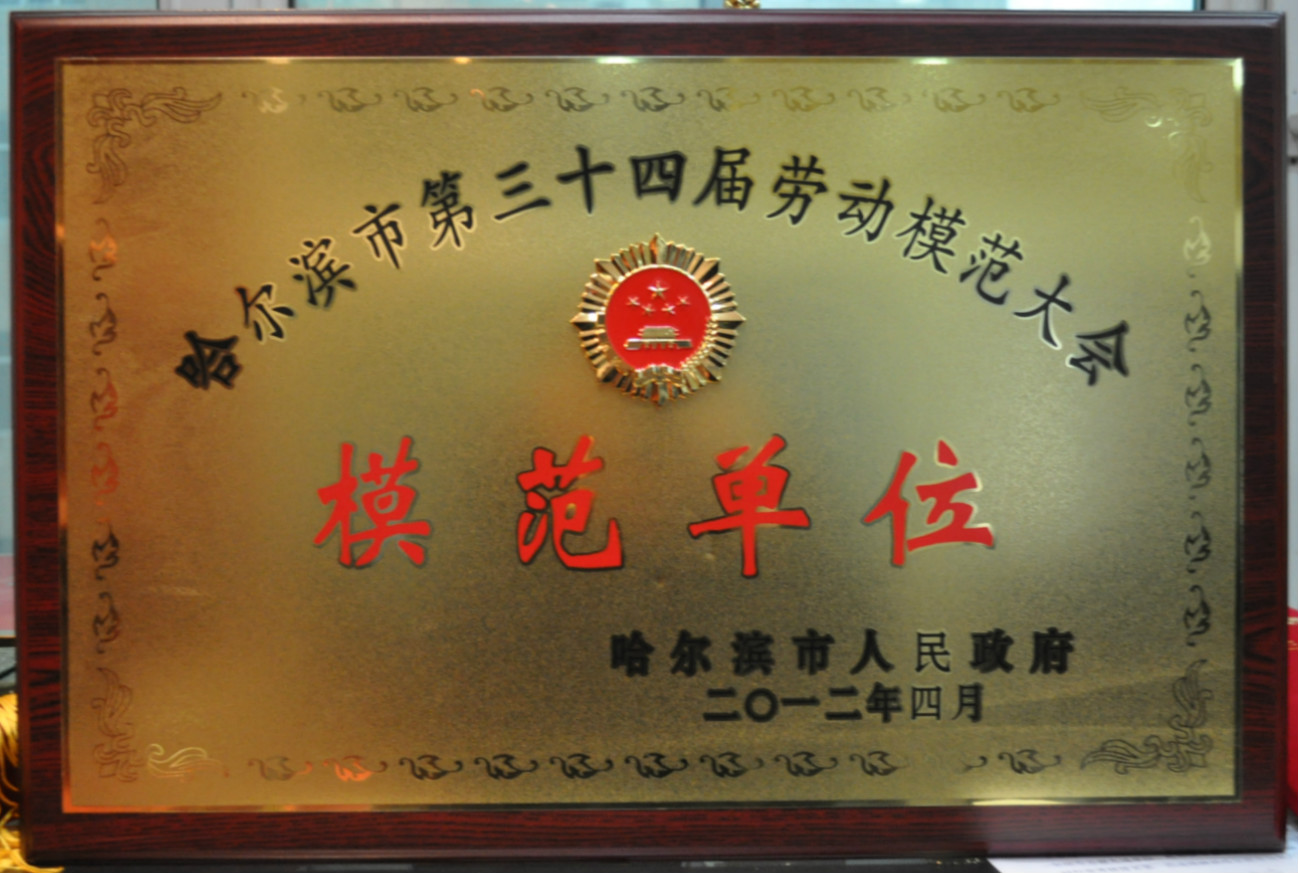 哈尔滨市第三十四届劳动模范大会
模范单位
哈尔滨市人民政府
二〇一二年四月